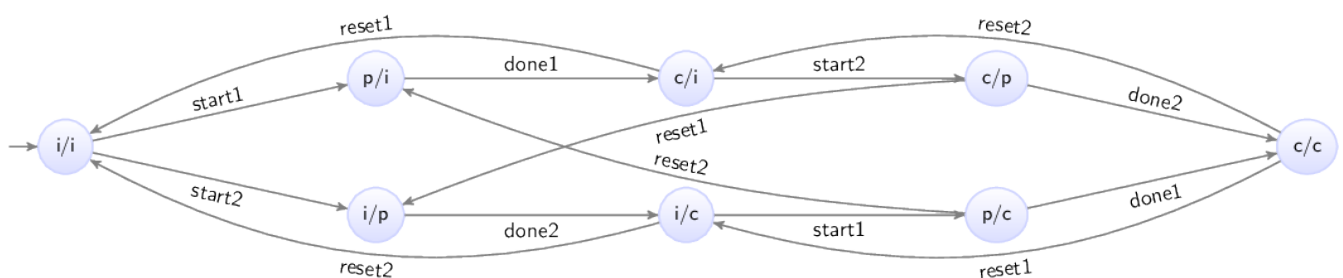 reset1
reset2
p/i
done1
c/i
start2
c/p
start1
done2
reset1
i/i
c/c
reset2
start2
done1
i/p
done2
i/c
start1
p/c
reset2
reset1